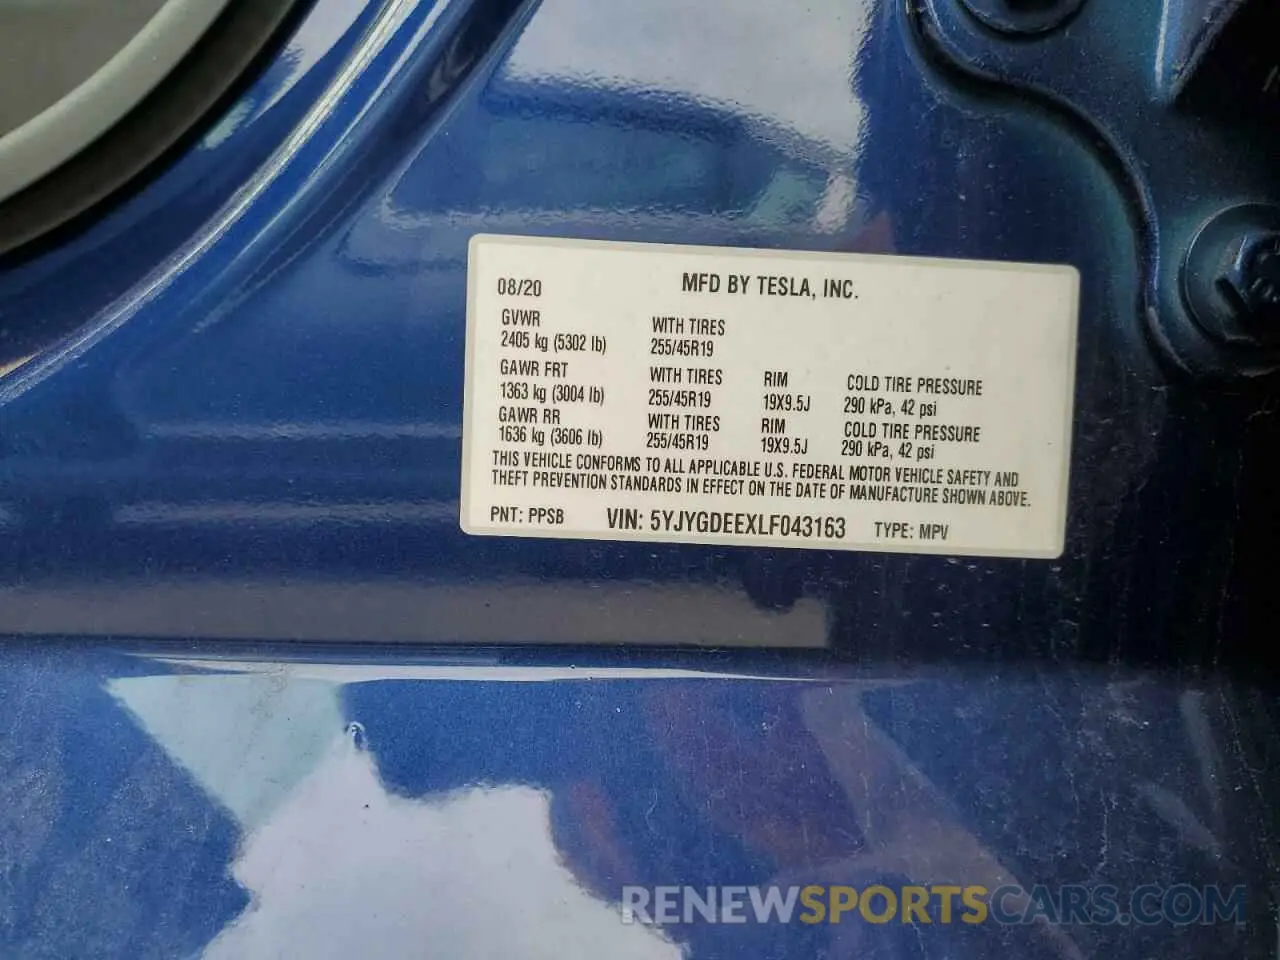 08/20 MFD BY TESLA, INC.
GVWR WITH TIRES
2405 kg (5302 lb) 255/45R19
GAWR FRT WITH TIRES RIM COLD TIRE PRESSURE
1363 kg (3004 lb) 255/45R19 19X9.5J 290 kPa, 42 psi
GAWR RR WITH TIRES RIM COLD TIRE PRESSURE
1636 kg (3606 lb) 255/45R19 19X9.5J 290 kPa, 42 psi
THIS VEHICLE CONFORMS TO ALL APPLICABLE U.S. FEDERAL MOTOR VEHICLE SAFETY AND
THEFT PREVENTION STANDARDS IN EFFECT ON THE DATE OF MANUFACTURE SHOWN ABOVE.
PNT: PPSB VIN: 5YJYGDEEXLF043163 TYPE: MPV
RENEWSPORTSCARS.COM